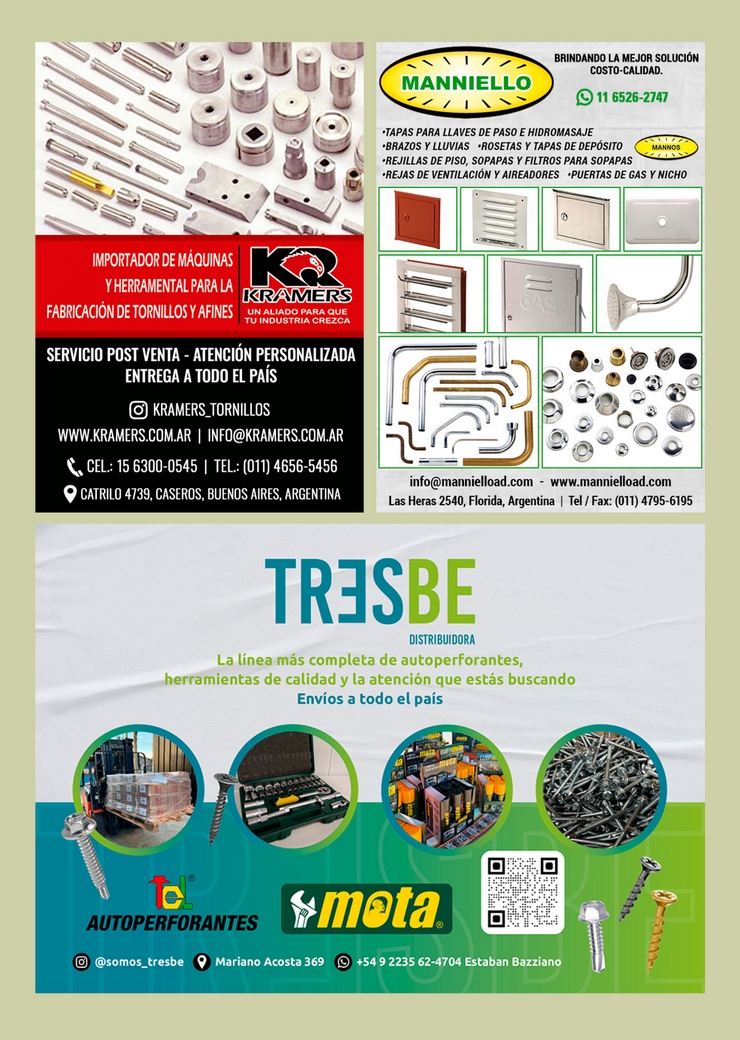 IMPORTADOR DE MÁQUINAS
Y HERRAMENTAL PARA LA
FABRICACIÓN DE TORNILLOS Y AFINES
KR
KRAMERS
UN ALIADO PARA QUE
TU INDUSTRIA CREZCA
SERVICIO POST VENTA - ATENCIÓN PERSONALIZADA
ENTREGA A TODO EL PAÍS
KRAMERS_TORNILLOS
WWW.KRAMERS.COM.AR | INFO@KRAMERS.COM.AR
CEL.: 15 6300-0545 | TEL.: (011) 4656-5456
CATRILO 4739, CASEROS, BUENOS AIRES, ARGENTINA
MANNIELLO
BRINDANDO LA MEJOR SOLUCIÓN
COSTO-CALIDAD.
11 6526-2747
•TAPAS PARA LLAVES DE PASO E HIDROMASAJE
•BRAZOS Y LLUVIAS •ROSETAS Y TAPAS DE DEPÓSITO
•REJILLAS DE PISO, SOPAPAS Y FILTROS PARA SOPAPAS
•REJAS DE VENTILACIÓN Y AIREADORES •PUERTAS DE GAS Y NICHO
MANNOS
GAS
info@mannielload.com - www.mannielload.com
Las Heras 2540, Florida, Argentina | Tel / Fax: (011) 4795-6195
TRESBE
DISTRIBUIDORA
La línea más completa de autoperforantes,
herramientas de calidad y la atención que estás buscando
Envíos a todo el país
mota
TEL®
AUTOPERFORANTES
mota®
TRESBE
@somos_tresbe Mariano Acosta 369 +54 9 2235 62-4704 Estaban Bazziano